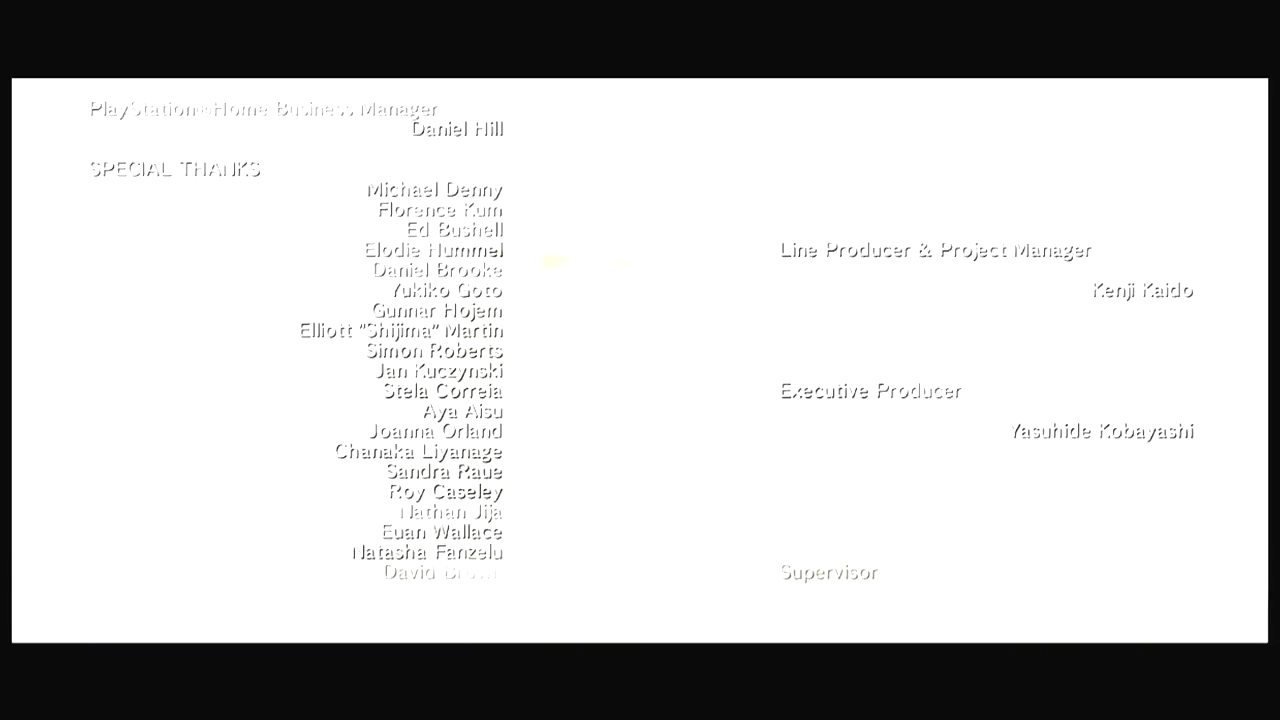 PlayStation®Home Business Manager
Daniel Hill
SPECIAL THANKS
Michael Denny
Florence Kum
Ed Bushell
Elodie Hummel
Daniel Brooke
Yukiko Goto
Gunnar Hojem
Elliott "Shijima" Martin
Simon Roberts
Jan Kuczynski
Stela Correia
Aya Aisu
Joanna Orland
Chanaka Liyanage
Sandra Raue
Roy Caseley
Nathan Jija
Euan Wallace
Natasha Fanzelu
David
Line Producer & Project Manager
Kenji Kaido
Executive Producer
Yasuhide Kobayashi
Supervisor